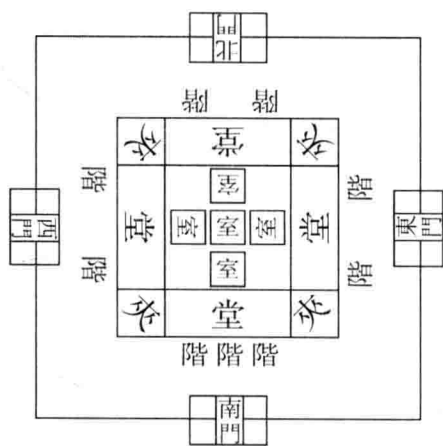 北門
階 階
夾 堂 夾
階 室 階
西門 堂 室 室 室 堂 東門
階 室 階
夾 堂 夾
階 階 階
南門